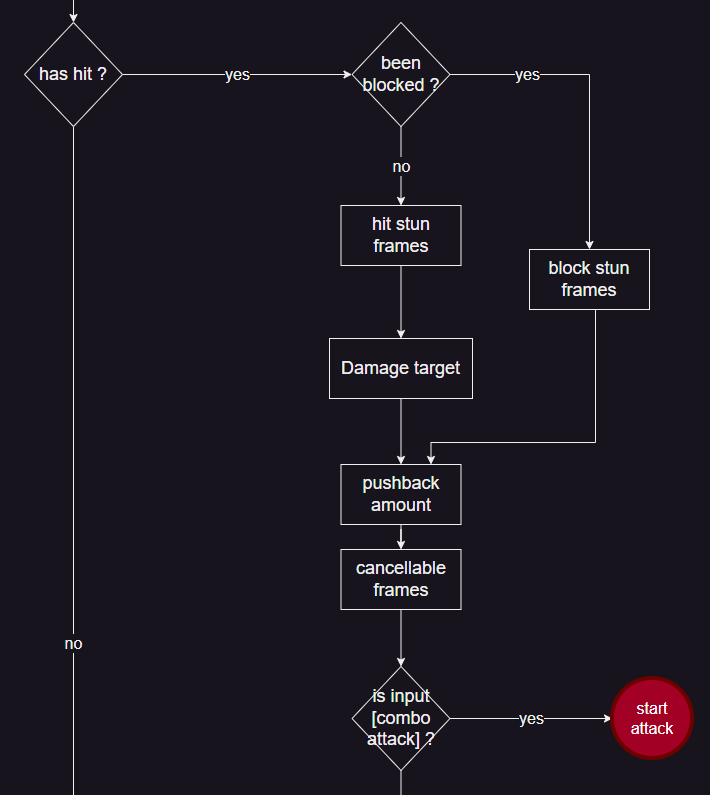 has hit ?
yes
been
blocked ?
yes
no
hit stun
frames
block stun
frames
Damage target
pushback
amount
cancellable
frames
no
is input
[combo
attack] ?
yes
start
attack